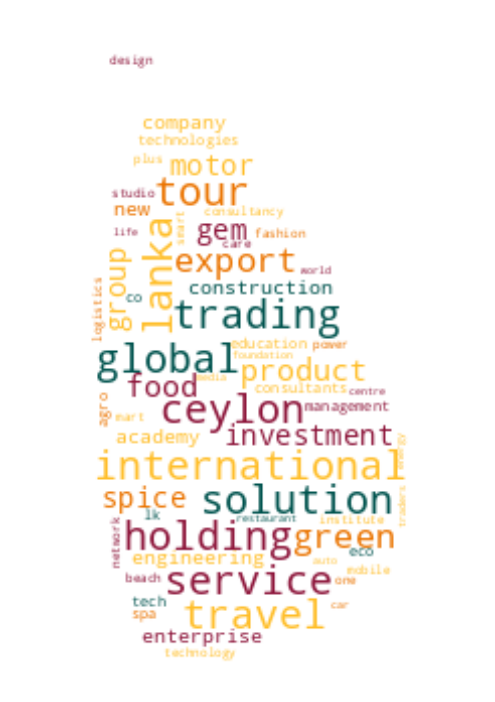 design
company
technologies
plus
motor
studio
tour
new
consultancy
smart
life
gem
fashion
care
lanka
group
export
world
logistics
co
construction
trading
education
power
global
foundation
product
media
food
consultants
centre
agro
mart
ceylon
management
academy
investment
energy
international
spice
solution
traders
lk
restaurant
institute
network
holding
green
eco
engineering
auto
mobile
beach
service
one
tech
spa
travel
car
enterprise
technology